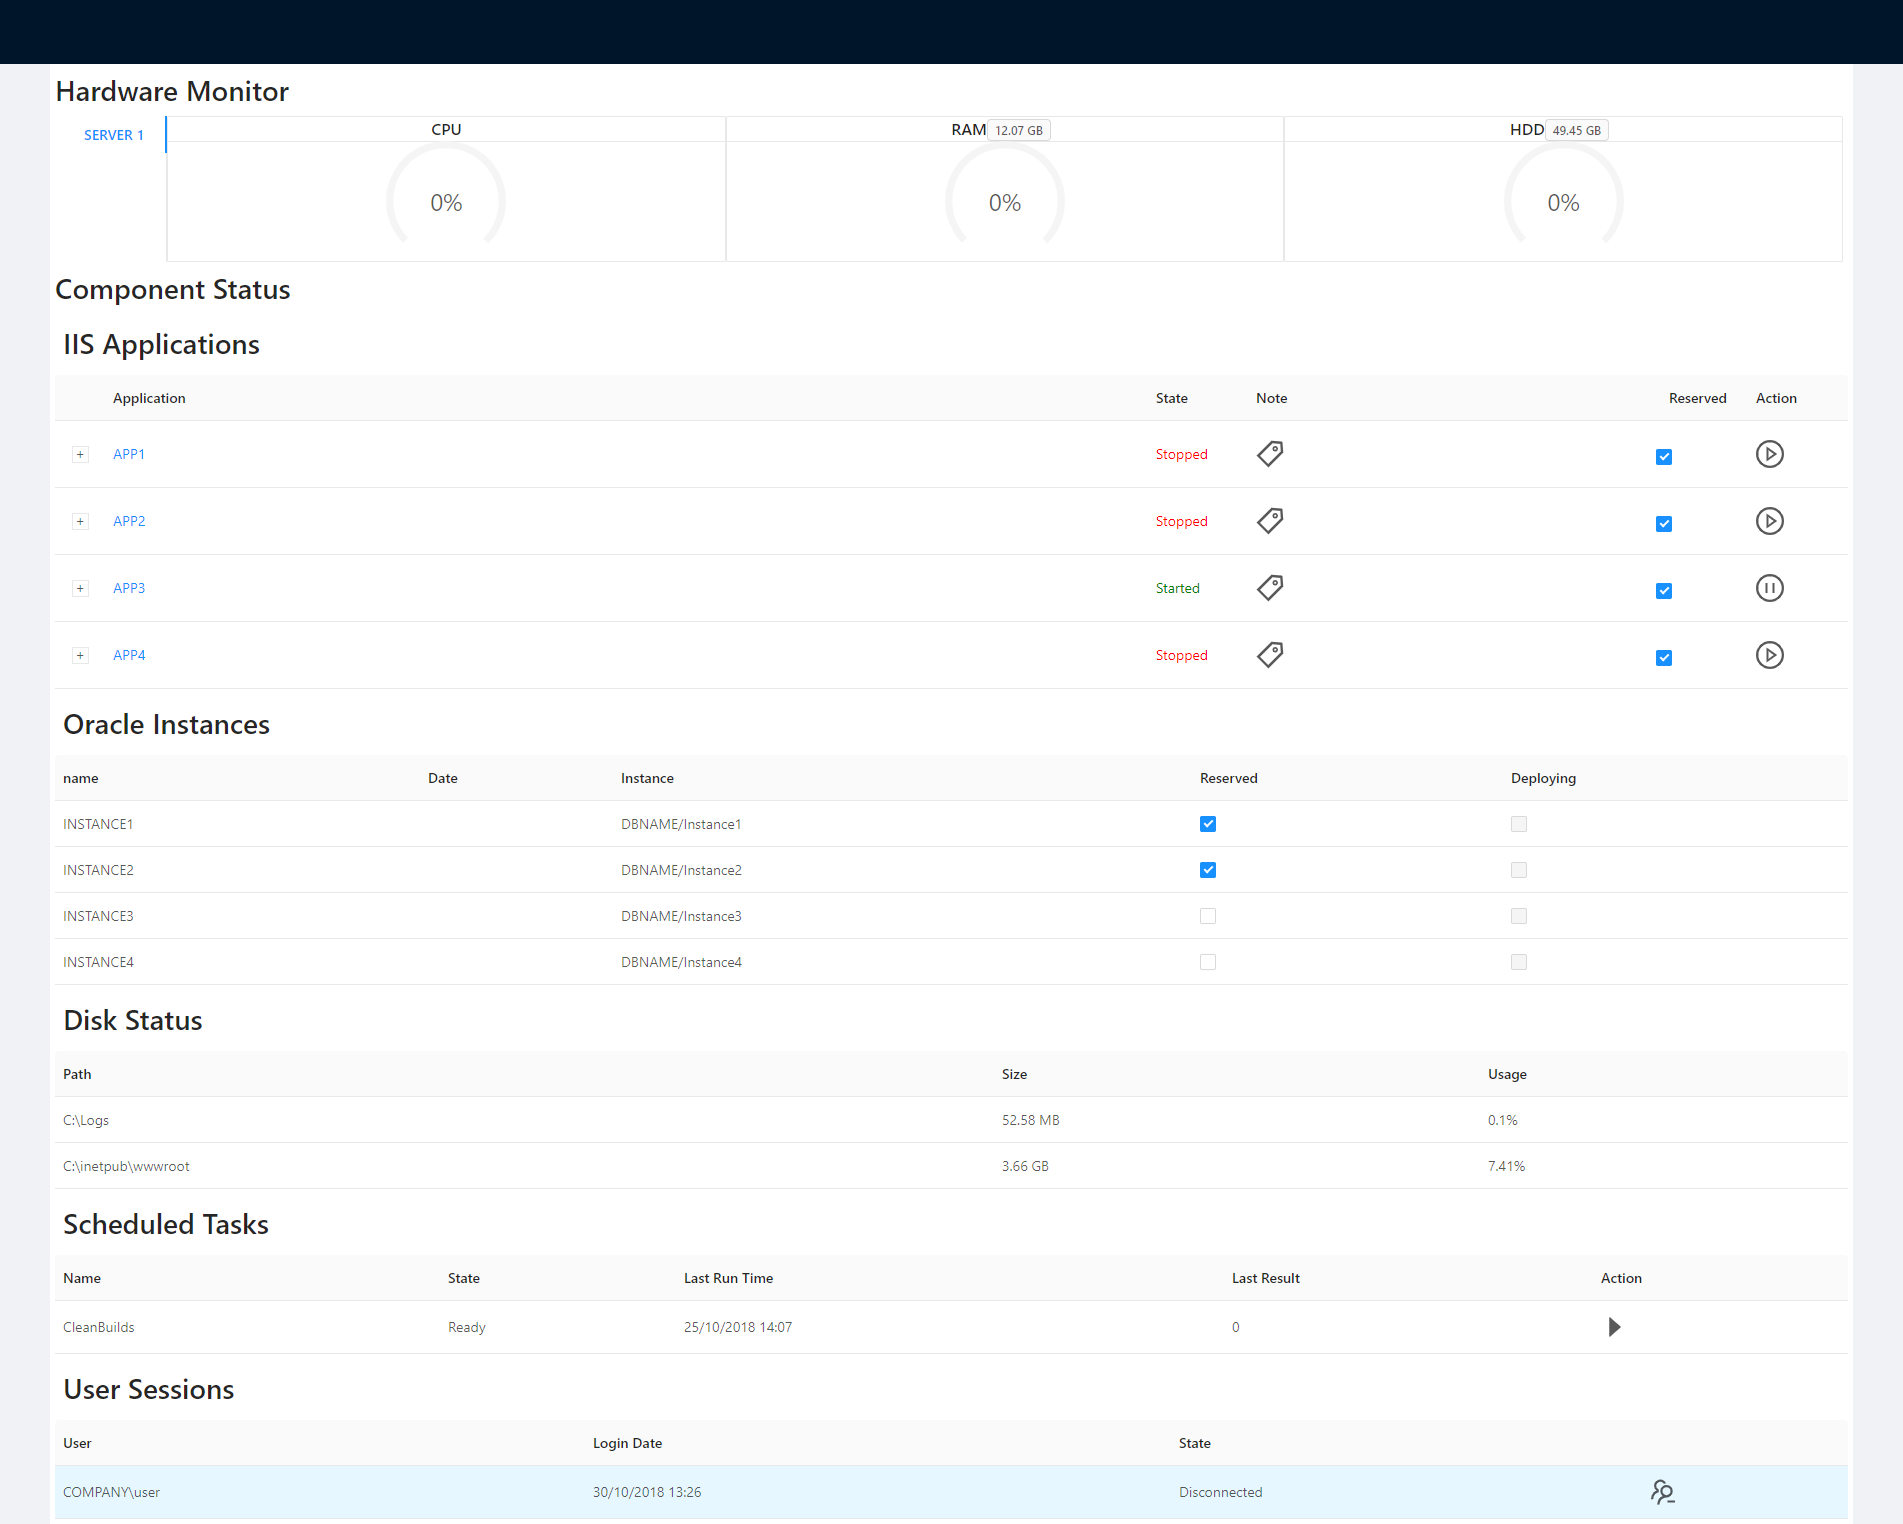 Hardware Monitor
SERVER 1
CPU
RAM 12.07 GB
HDD 49.45 GB
0%
0%
0%
Component Status
IIS Applications
Application State Note Reserved Action
+ APP1 Stopped
+ APP2 Stopped
+ APP3 Started
+ APP4 Stopped
Oracle Instances
name Date Instance Reserved Deploying
INSTANCE1 DBNAME/Instance1
INSTANCE2 DBNAME/Instance2
INSTANCE3 DBNAME/Instance3
INSTANCE4 DBNAME/Instance4
Disk Status
Path Size Usage
C:\Logs 52.58 MB 0.1%
C:\inetpub\wwwroot 3.66 GB 7.41%
Scheduled Tasks
Name State Last Run Time Last Result Action
CleanBuilds Ready 25/10/2018 14:07 0
User Sessions
User Login Date State
COMPANY\user 30/10/2018 13:26 Disconnected